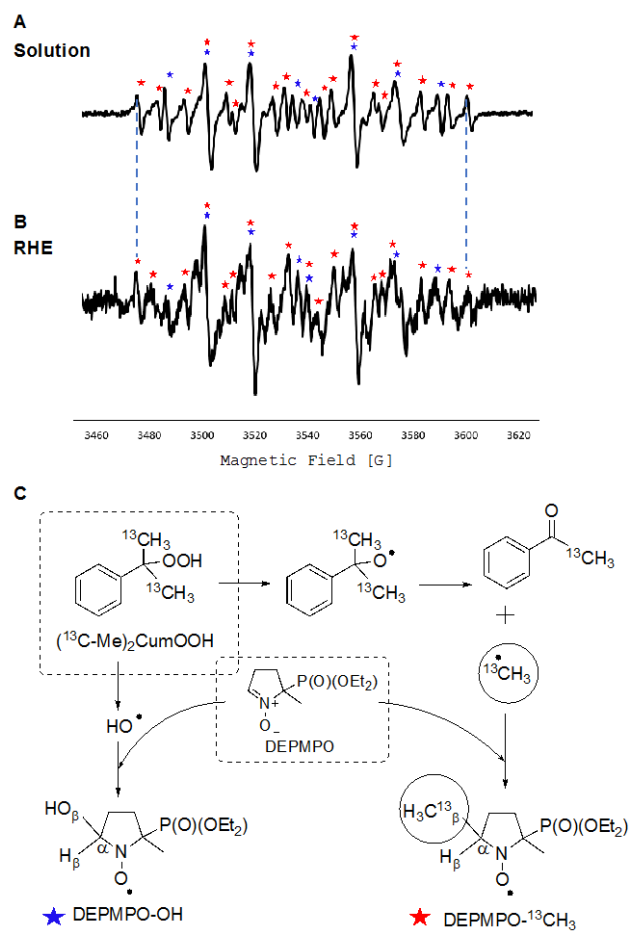 A
Solution
B
RHE
3460 3480 3500 3520 3540 3560 3580 3600 3620
Magnetic Field [G]
C
¹³CH₃
OOH
¹³CH₃
(¹³C-Me)₂CumOOH
¹³CH₃
O•
¹³CH₃
O
¹³CH₃
+
•
¹³CH₃
HO•
P(O)(OEt₂)
N⁺
O⁻
DEPMPO
HOᵦ
α
Hᵦ
N
O•
P(O)(OEt₂)
DEPMPO-OH
H₃C¹³
β
α
Hᵦ
N
O•
P(O)(OEt₂)
DEPMPO-¹³CH₃